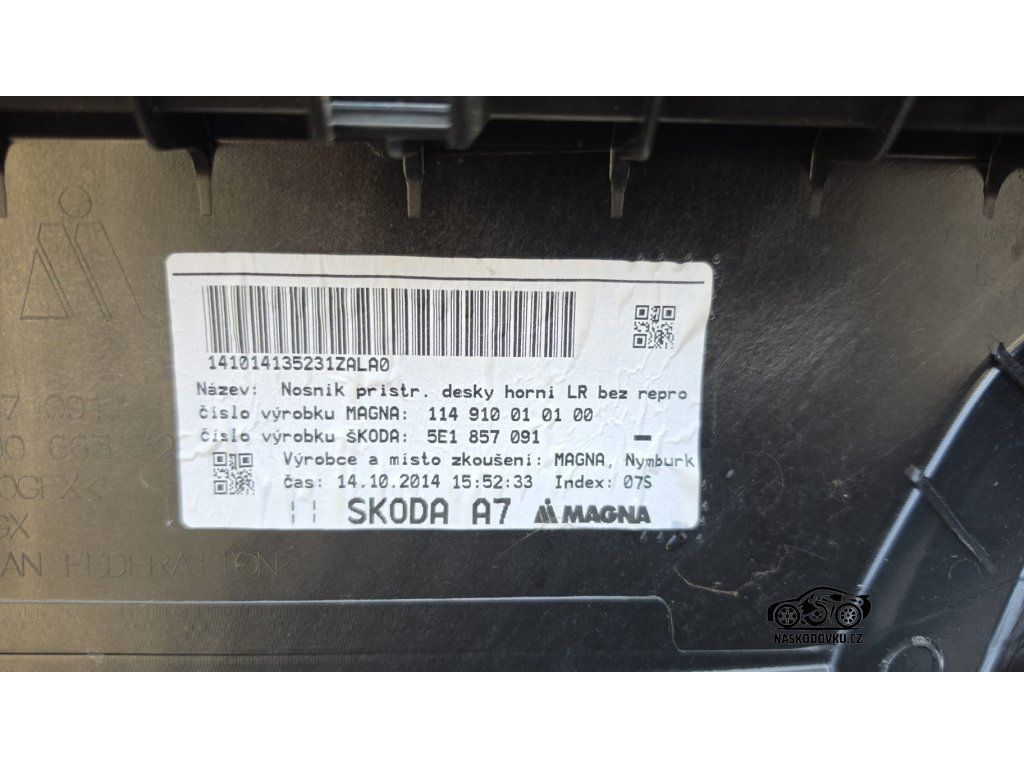 141014135231ZALA0
Název: Nosnik pristr. desky horni LR bez repro
číslo výrobku MAGNA: 114 910 01 01 00
číslo výrobku ŠKODA: 5E1 857 091 –
Výrobce a místo zkoušení: MAGNA, Nymburk
čas: 14.10.2014 15:52:33 Index: 07S
SKODA A7 MAGNA
FEDERATION
NASKODOVKU.CZ